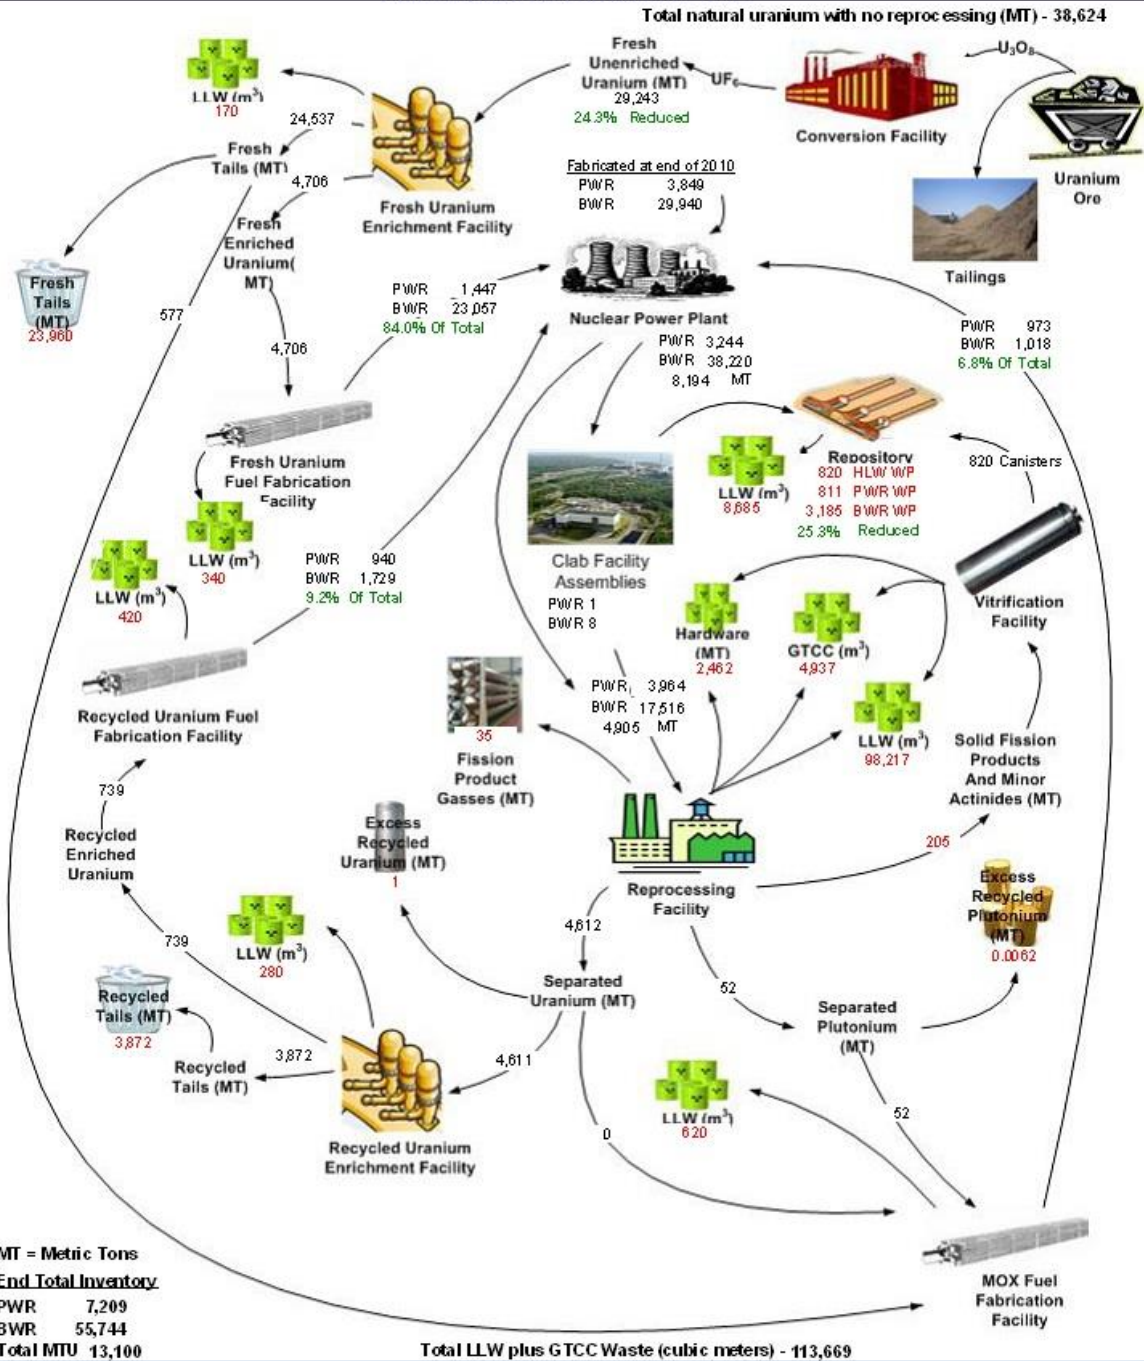 Total natural uranium with no reprocessing (MT) - 38,624
Fresh
Unenriched
Uranium (MT)
29,243
24.3% Reduced
UF₆
U₃O₈
Conversion Facility
Uranium
Ore
Tailings
LLW (m³)
170
24,537
Fresh
Tails (MT)
4,706
Fresh Uranium
Enrichment Facility
Fresh
Enriched
Uranium(
MT)
Fresh
Tails
(MT)
23,960
577
4,706
Fabricated at end of 2010
PWR 3,849
BWR 29,940
Nuclear Power Plant
PWR 1,447
BWR 23,057
84.0% Of Total
PWR 3,244
BWR 38,220
8,194 MT
PWR 973
BWR 1,018
6.8% Of Total
Fresh Uranium
Fuel Fabrication
Facility
LLW (m³)
340
LLW (m³)
420
PWR 940
BWR 1,729
9.2% Of Total
Recycled Uranium Fuel
Fabrication Facility
Clab Facility
Assemblies
PWR 1
BWR 8
LLW (m³)
8,685
Repository
820 HLW WP
811 PWR WP
3,185 BWR WP
25.3% Reduced
820 Canisters
Vitrification
Facility
Hardware
(MT)
2,462
GTCC (m³)
4,937
LLW (m³)
98,217
PWR 3,964
BWR 17,516
4,905 MT
35
Fission
Product
Gasses (MT)
Solid Fission
Products
And Minor
Actinides (MT)
205
739
Recycled
Enriched
Uranium
Excess
Recycled
Uranium (MT)
1
Reprocessing
Facility
Excess
Recycled
Plutonium
(MT)
0.0062
4,612
739
LLW (m³)
280
Separated
Uranium (MT)
52
Separated
Plutonium
(MT)
Recycled
Tails (MT)
3,872
3,872
Recycled
Tails (MT)
4,611
Recycled Uranium
Enrichment Facility
0
LLW (m³)
620
52
MOX Fuel
Fabrication
Facility
MT = Metric Tons
End Total Inventory
PWR 7,209
BWR 55,744
Total MTU 13,100
Total LLW plus GTCC Waste (cubic meters) - 113,669